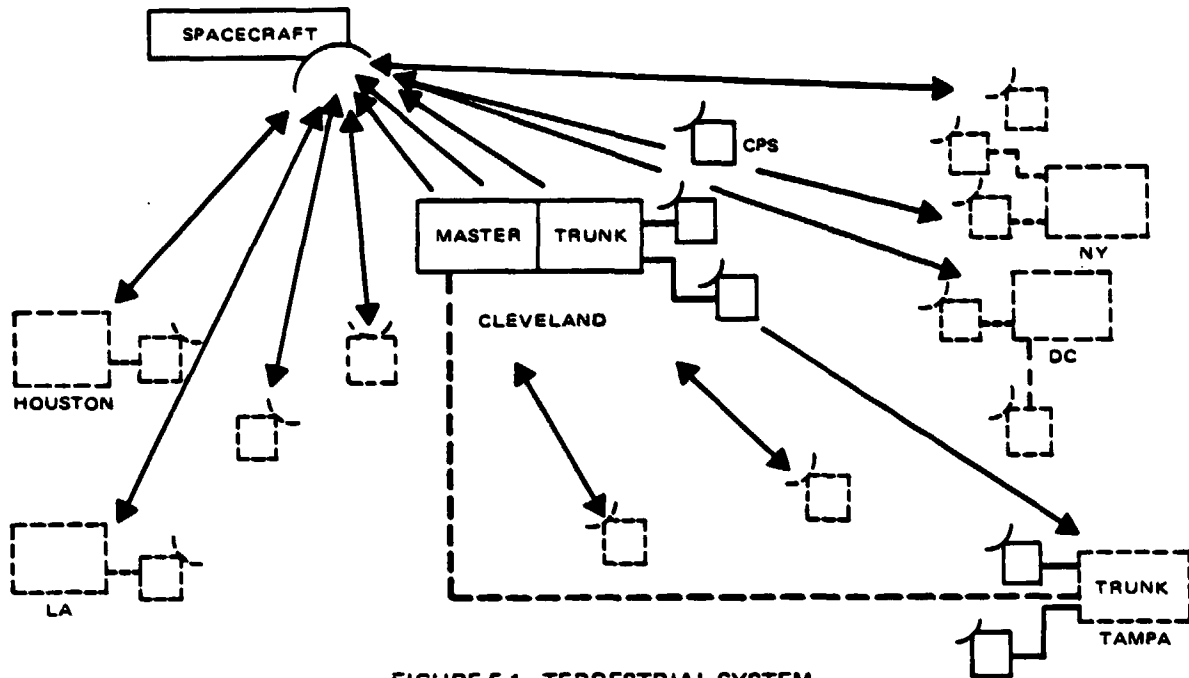 SPACECRAFT
CPS
MASTER TRUNK
NY
CLEVELAND
DC
HOUSTON
TRUNK
LA
TAMPA
FIGURE 5-1. TERRESTRIAL SYSTEM